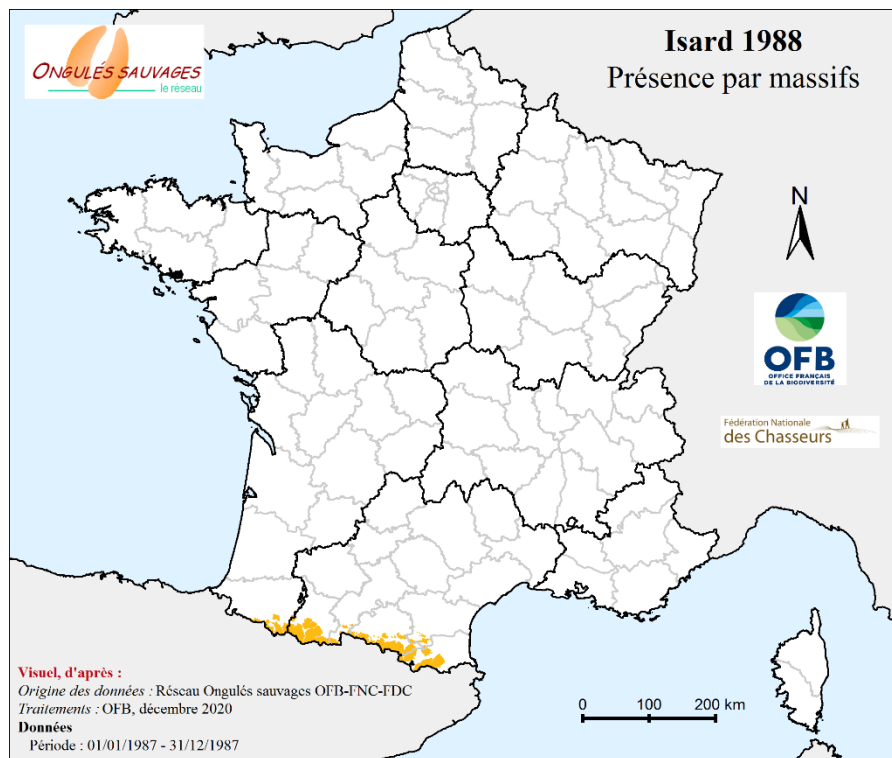 ONGULÉS SAUVAGES
le réseau
Isard 1988
Présence par massifs
N
OFB
OFFICE FRANÇAIS
DE LA BIODIVERSITÉ
Fédération Nationale
des Chasseurs
Visuel, d'après :
Origine des données : Réseau Ongulés sauvages OFB-FNC-FDC
Traitements : OFB, décembre 2020
Données
Période : 01/01/1987 - 31/12/1987
0 100 200 km